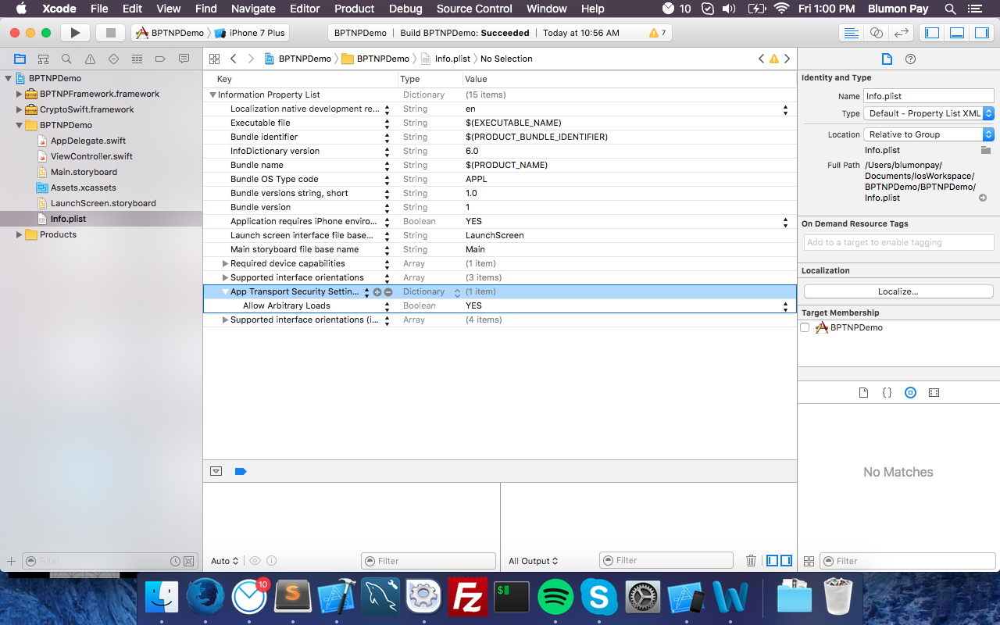 Xcode File Edit View Find Navigate Editor Product Debug Source Control Window Help 10 Fri 1:00 PM Blumon Pay
BPTNPDemo iPhone 7 Plus BPTNPDemo | Build BPTNPDemo: Succeeded | Today at 10:56 AM 7
BPTNPDemo BPTNPDemo Info.plist No Selection
BPTNPDemo
BPTNPFramework.framework
CryptoSwift.framework
BPTNPDemo
AppDelegate.swift
ViewController.swift
Main.storyboard
Assets.xcassets
LaunchScreen.storyboard
Info.plist
Products
Filter
Key Type Value
Information Property List Dictionary (15 items)
Localization native development re... String en
Executable file String $(EXECUTABLE_NAME)
Bundle identifier String $(PRODUCT_BUNDLE_IDENTIFIER)
InfoDictionary version String 6.0
Bundle name String $(PRODUCT_NAME)
Bundle OS Type code String APPL
Bundle versions string, short String 1.0
Bundle version String 1
Application requires iPhone enviro... Boolean YES
Launch screen interface file base... String LaunchScreen
Main storyboard file base name String Main
Required device capabilities Array (1 item)
Supported interface orientations Array (3 items)
App Transport Security Settin... Dictionary (1 item)
Allow Arbitrary Loads Boolean YES
Supported interface orientations (i... Array (4 items)
Auto Filter All Output Filter
Identity and Type
Name Info.plist
Type Default - Property List XML
Location Relative to Group
Info.plist
Full Path /Users/blumonpay/
Documents/IosWorkspace/
BPTNPDemo/BPTNPDemo/
Info.plist
On Demand Resource Tags
Add to a target to enable tagging
Localization
Localize...
Target Membership
BPTNPDemo
{}
No Matches
Filter
10
S
Fz
$
S
W